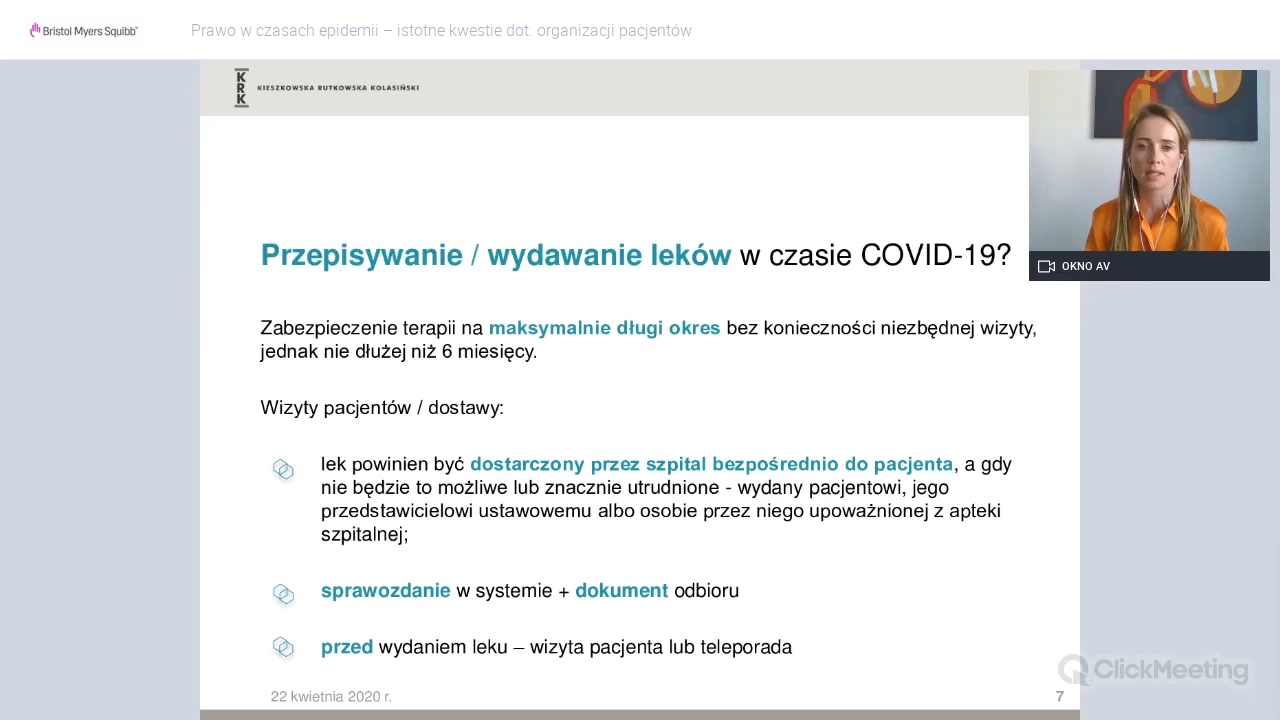 Bristol Myers Squibb™
Prawo w czasach epidemii – istotne kwestie dot. organizacji pacjentów
KRK
KIESZKOWSKA RUTKOWSKA KOLASIŃSKI
OKNO AV
Przepisywanie / wydawanie leków w czasie COVID-19?
Zabezpieczenie terapii na maksymalnie długi okres bez konieczności niezbędnej wizyty,
jednak nie dłużej niż 6 miesięcy.
Wizyty pacjentów / dostawy:
lek powinien być dostarczony przez szpital bezpośrednio do pacjenta, a gdy
nie będzie to możliwe lub znacznie utrudnione - wydany pacjentowi, jego
przedstawicielowi ustawowemu albo osobie przez niego upoważnionej z apteki
szpitalnej;
sprawozdanie w systemie + dokument odbioru
przed wydaniem leku – wizyta pacjenta lub teleporada
ClickMeeting
22 kwietnia 2020 r.
7